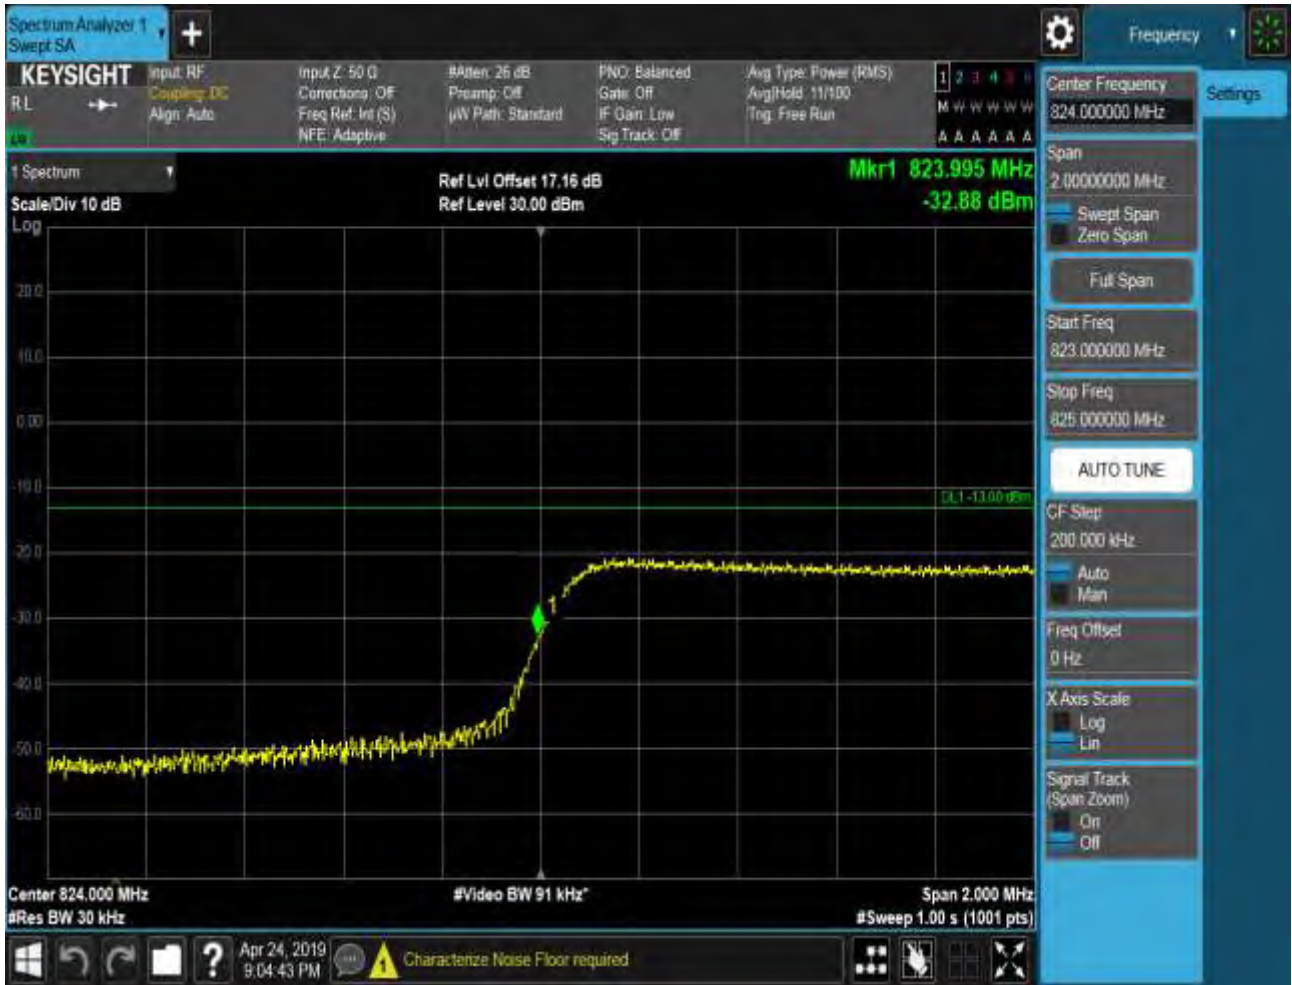 Spectrum Analyzer 1
Swept SA
+
Frequency
KEYSIGHT
RL
Input: RF
Coupling: DC
Align: Auto
Input Z: 50 Ω
Corrections: Off
Freq Ref: Int (S)
NFE: Adaptive
#Atten: 26 dB
Preamp: Off
µW Path: Standard
PNO: Balanced
Gate: Off
IF Gain: Low
Sig Track: Off
Avg Type: Power (RMS)
Avg|Hold: 11/100
Trig: Free Run
1 2 3 4 5 6
M W W W W W
A A A A A A
1 Spectrum
Scale/Div 10 dB
Log
Ref Lvl Offset 17.16 dB
Ref Level 30.00 dBm
Mkr1 823.995 MHz
-32.88 dBm
20.0
10.0
0.00
-10.0
-20.0
-30.0
-40.0
-50.0
-60.0
DL1 -13.00 dBm
Center 824.000 MHz
#Res BW 30 kHz
#Video BW 91 kHz*
Span 2.000 MHz
#Sweep 1.00 s (1001 pts)
Center Frequency
824.000000 MHz
Settings
Span
2.00000000 MHz
Swept Span
Zero Span
Full Span
Start Freq
823.000000 MHz
Stop Freq
825.000000 MHz
AUTO TUNE
CF Step
200.000 kHz
Auto
Man
Freq Offset
0 Hz
X Axis Scale
Log
Lin
Signal Track
(Span Zoom)
On
Off
?
Apr 24, 2019
9:04:43 PM
1
Characterize Noise Floor required